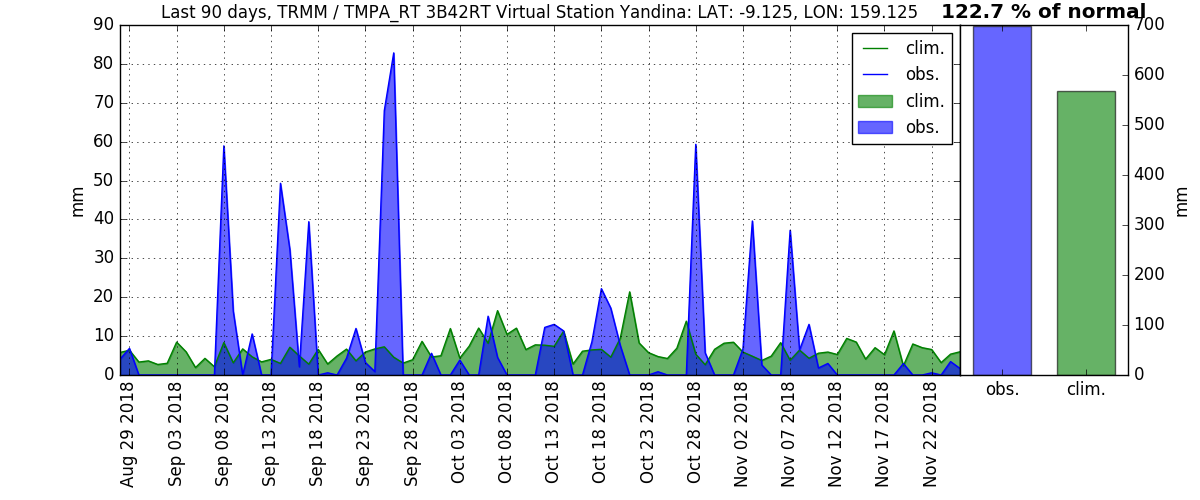 Last 90 days, TRMM / TMPA_RT 3B42RT Virtual Station Yandina: LAT: -9.125, LON: 159.125
122.7 % of normal
90
80
70
60
50
40
30
20
10
0
mm
clim.
obs.
clim.
obs.
700
600
500
400
300
200
100
0
mm
obs.
clim.
Aug 29 2018
Sep 03 2018
Sep 08 2018
Sep 13 2018
Sep 18 2018
Sep 23 2018
Sep 28 2018
Oct 03 2018
Oct 08 2018
Oct 13 2018
Oct 18 2018
Oct 23 2018
Oct 28 2018
Nov 02 2018
Nov 07 2018
Nov 12 2018
Nov 17 2018
Nov 22 2018